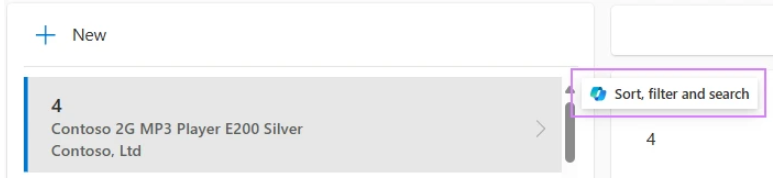 New
4
Contoso 2G MP3 Player E200 Silver
Contoso, Ltd
Sort, filter and search
4